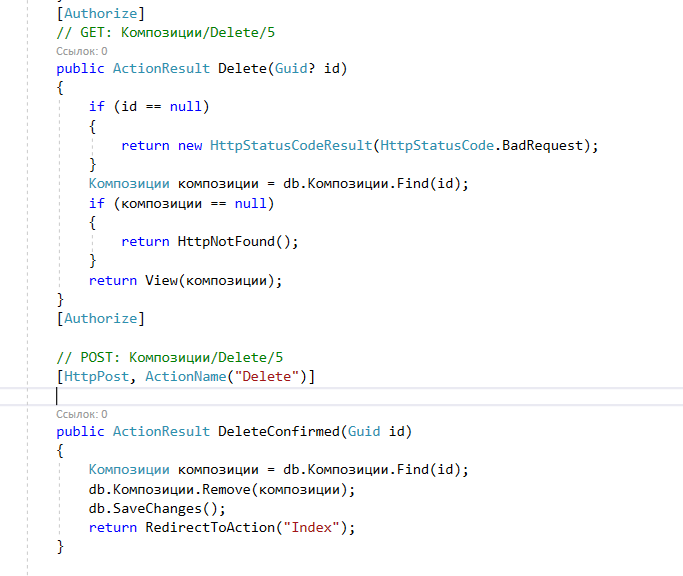 [Authorize]
// GET: Композиции/Delete/5
Ссылок: 0
public ActionResult Delete(Guid? id)
{
if (id == null)
{
return new HttpStatusCodeResult(HttpStatusCode.BadRequest);
}
Композиции композиции = db.Композиции.Find(id);
if (композиции == null)
{
return HttpNotFound();
}
return View(композиции);
}
[Authorize]
// POST: Композиции/Delete/5
[HttpPost, ActionName("Delete")]
Ссылок: 0
public ActionResult DeleteConfirmed(Guid id)
{
Композиции композиции = db.Композиции.Find(id);
db.Композиции.Remove(композиции);
db.SaveChanges();
return RedirectToAction("Index");
}